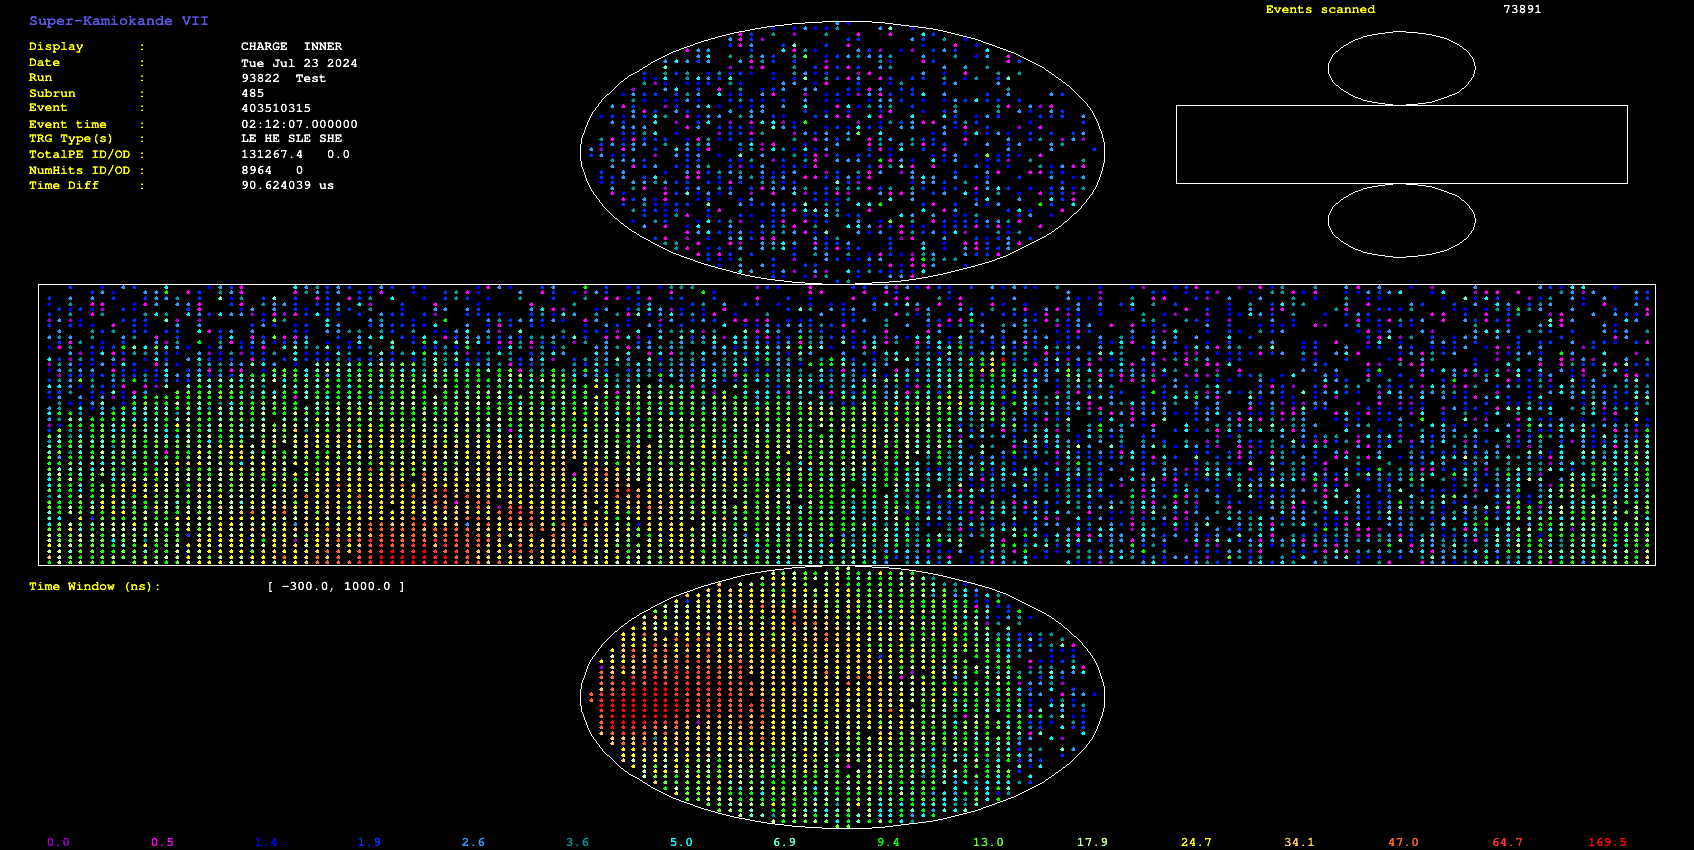 Super-Kamiokande VII
Events scanned 73891
Display : CHARGE INNER
Date : Tue Jul 23 2024
Run : 93822 Test
Subrun : 485
Event : 403510315
Event time : 02:12:07.000000
TRG Type(s) : LE HE SLE SHE
TotalPE ID/OD : 131267.4 0.0
NumHits ID/OD : 8964 0
Time Diff : 90.624039 us
Time Window (ns): [ -300.0, 1000.0 ]
0.0 0.5 1.4 1.9 2.6 3.6 5.0 6.9 9.4 13.0 17.9 24.7 34.1 47.0 64.7 169.5